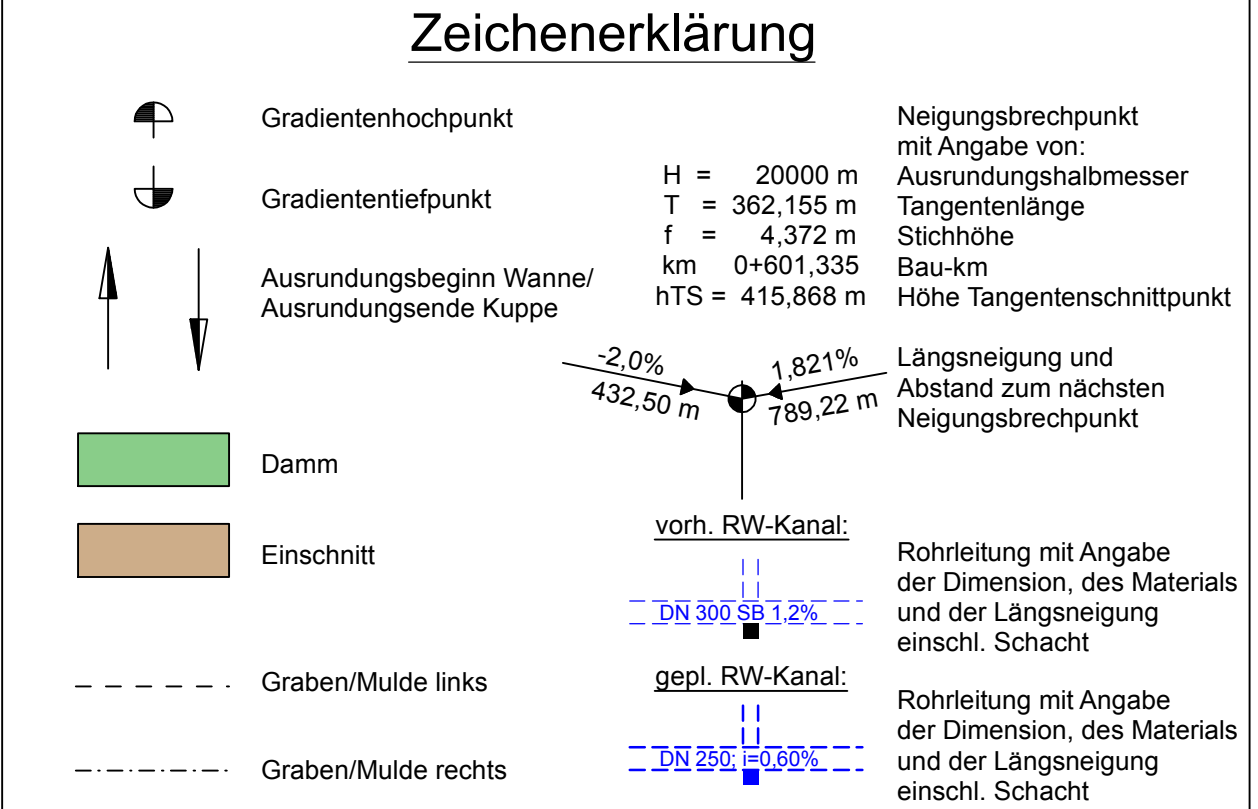 Zeichenerklärung
Gradientenhochpunkt
Gradiententiefpunkt
Ausrundungsbeginn Wanne/
Ausrundungsende Kuppe
Damm
Einschnitt
Graben/Mulde links
Graben/Mulde rechts
Neigungsbrechpunkt
mit Angabe von:
H = 20000 m Ausrundungshalbmesser
T = 362,155 m Tangentenlänge
f = 4,372 m Stichhöhe
km 0+601,335 Bau-km
hTS = 415,868 m Höhe Tangentenschnittpunkt
-2,0%
432,50 m
1,821%
789,22 m
Längsneigung und
Abstand zum nächsten
Neigungsbrechpunkt
vorh. RW-Kanal:
DN 300 SB 1,2%
Rohrleitung mit Angabe
der Dimension, des Materials
und der Längsneigung
einschl. Schacht
gepl. RW-Kanal:
DN 250; i=0,60%
Rohrleitung mit Angabe
der Dimension, des Materials
und der Längsneigung
einschl. Schacht